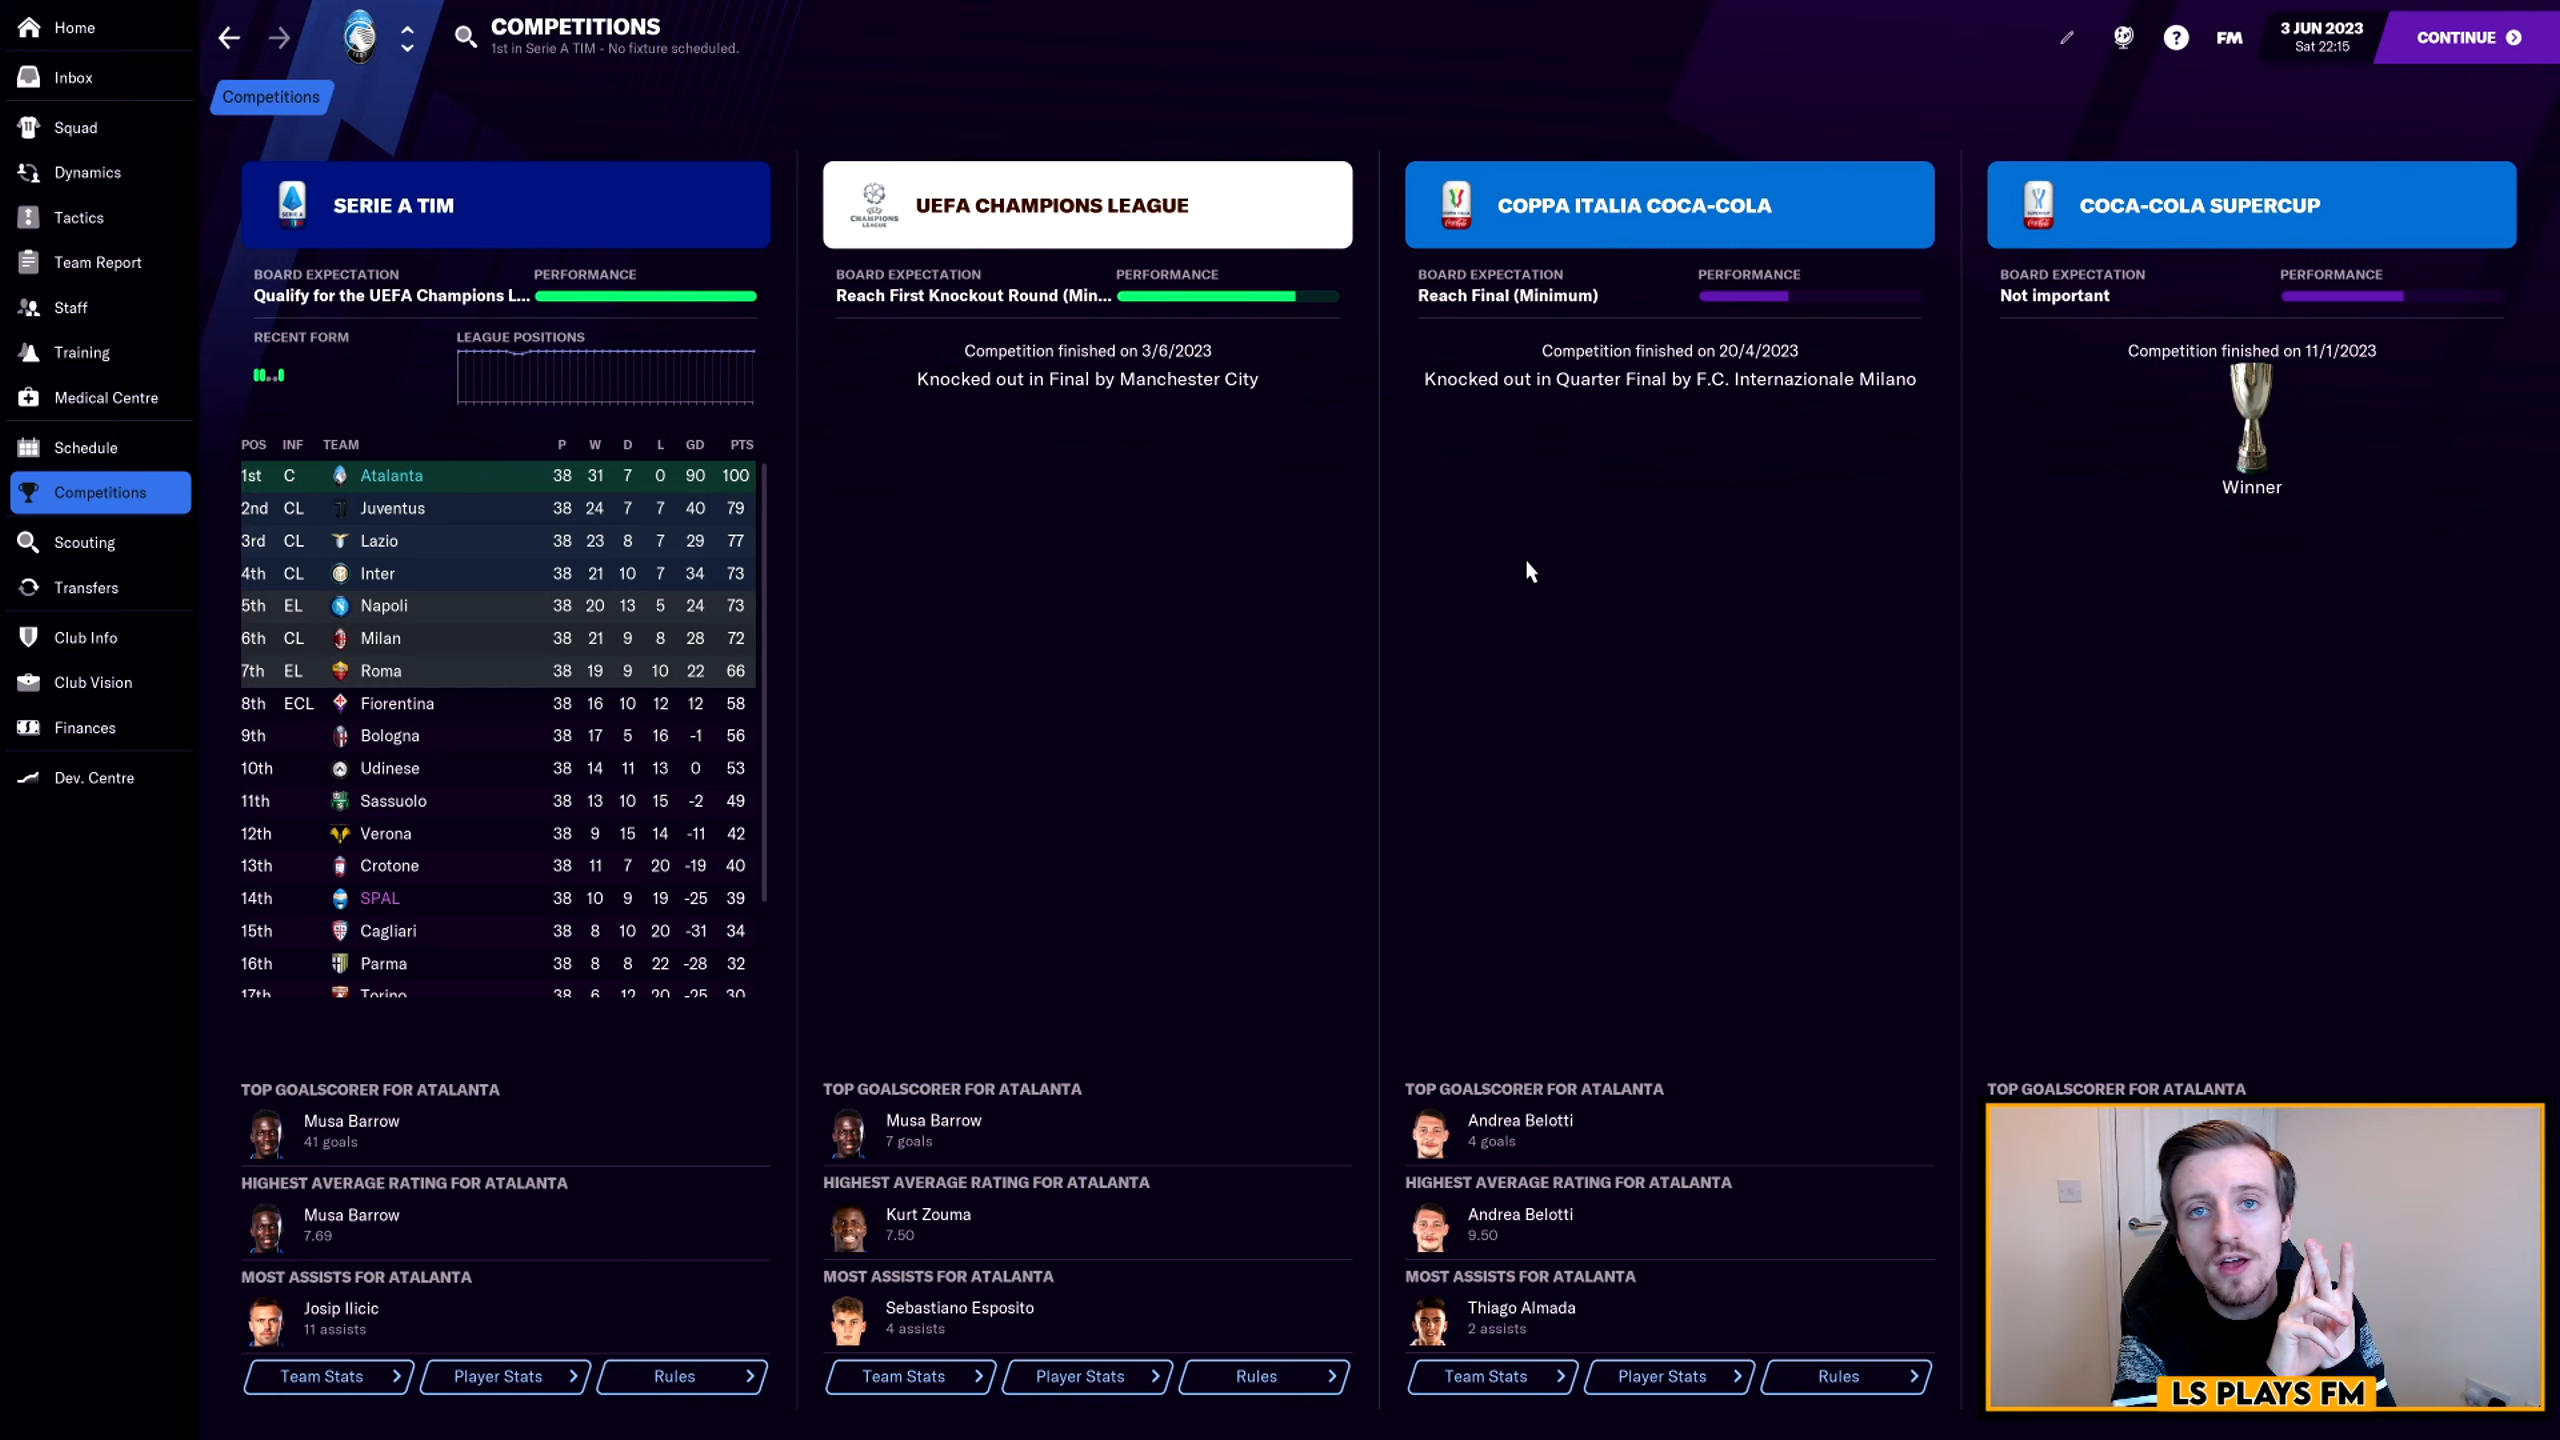 Home
Inbox
Squad
Dynamics
Tactics
Team Report
Staff
Training
Medical Centre
Schedule
Competitions
Scouting
Transfers
Club Info
Club Vision
Finances
Dev. Centre
COMPETITIONS
1st in Serie A TIM - No fixture scheduled.
FM
3 JUN 2023
Sat 22:15
CONTINUE
Competitions
SERIE A TIM
BOARD EXPECTATION PERFORMANCE
Qualify for the UEFA Champions L...
RECENT FORM LEAGUE POSITIONS
POS INF TEAM P W D L GD PTS
1st C Atalanta 38 31 7 0 90 100
2nd CL Juventus 38 24 7 7 40 79
3rd CL Lazio 38 23 8 7 29 77
4th CL Inter 38 21 10 7 34 73
5th EL Napoli 38 20 13 5 24 73
6th CL Milan 38 21 9 8 28 72
7th EL Roma 38 19 9 10 22 66
8th ECL Fiorentina 38 16 10 12 12 58
9th Bologna 38 17 5 16 -1 56
10th Udinese 38 14 11 13 0 53
11th Sassuolo 38 13 10 15 -2 49
12th Verona 38 9 15 14 -11 42
13th Crotone 38 11 7 20 -19 40
14th SPAL 38 10 9 19 -25 39
15th Cagliari 38 8 10 20 -31 34
16th Parma 38 8 8 22 -28 32
17th Torino 38 6 12 20 -25 30
TOP GOALSCORER FOR ATALANTA
Musa Barrow
41 goals
HIGHEST AVERAGE RATING FOR ATALANTA
Musa Barrow
7.69
MOST ASSISTS FOR ATALANTA
Josip Ilicic
11 assists
Team Stats Player Stats Rules
CHAMPIONS LEAGUE
UEFA CHAMPIONS LEAGUE
BOARD EXPECTATION PERFORMANCE
Reach First Knockout Round (Min...
Competition finished on 3/6/2023
Knocked out in Final by Manchester City
TOP GOALSCORER FOR ATALANTA
Musa Barrow
7 goals
HIGHEST AVERAGE RATING FOR ATALANTA
Kurt Zouma
7.50
MOST ASSISTS FOR ATALANTA
Sebastiano Esposito
4 assists
Team Stats Player Stats Rules
COPPA ITALIA COCA-COLA
BOARD EXPECTATION PERFORMANCE
Reach Final (Minimum)
Competition finished on 20/4/2023
Knocked out in Quarter Final by F.C. Internazionale Milano
TOP GOALSCORER FOR ATALANTA
Andrea Belotti
4 goals
HIGHEST AVERAGE RATING FOR ATALANTA
Andrea Belotti
9.50
MOST ASSISTS FOR ATALANTA
Thiago Almada
2 assists
Team Stats Player Stats Rules
COCA-COLA SUPERCUP
BOARD EXPECTATION PERFORMANCE
Not important
Competition finished on 11/1/2023
Winner
TOP GOALSCORER FOR ATALANTA
LS PLAYS FM